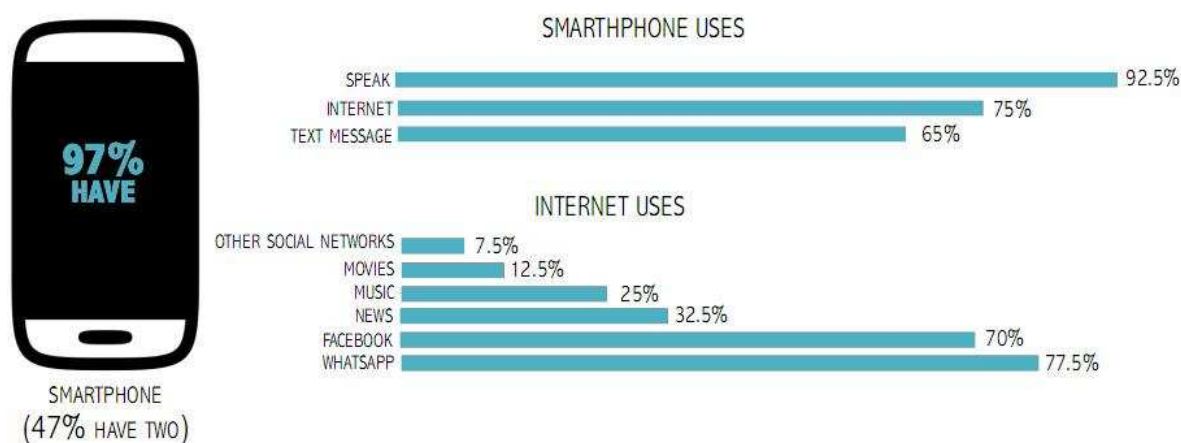 97%
HAVE
SMARTPHONE
(47% HAVE TWO)
SMARTHPHONE USES
SPEAK 92.5%
INTERNET 75%
TEXT MESSAGE 65%
INTERNET USES
OTHER SOCIAL NETWORKS 7.5%
MOVIES 12.5%
MUSIC 25%
NEWS 32.5%
FACEBOOK 70%
WHATSAPP 77.5%